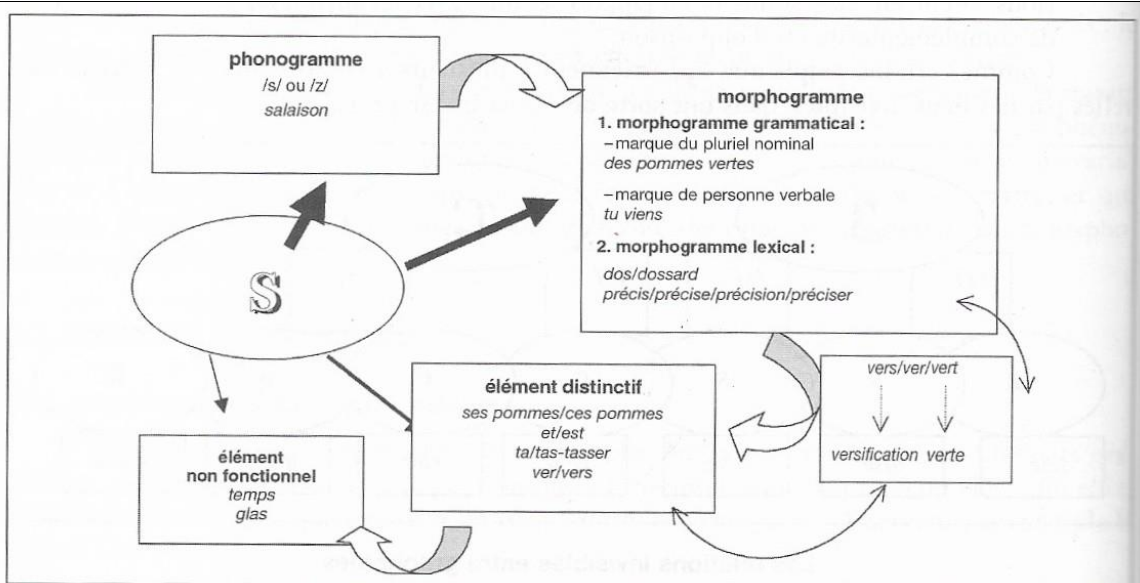 phonogramme
/s/ ou /z/
salaison
morphogramme
1. morphogramme grammatical :
–marque du pluriel nominal
des pommes vertes
–marque de personne verbale
tu viens
2. morphogramme lexical :
dos/dossard
précis/précise/précision/préciser
S
vers/ver/vert
versification verte
élément distinctif
ses pommes/ces pommes
et/est
ta/tas-tasser
ver/vers
élément
non fonctionnel
temps
glas